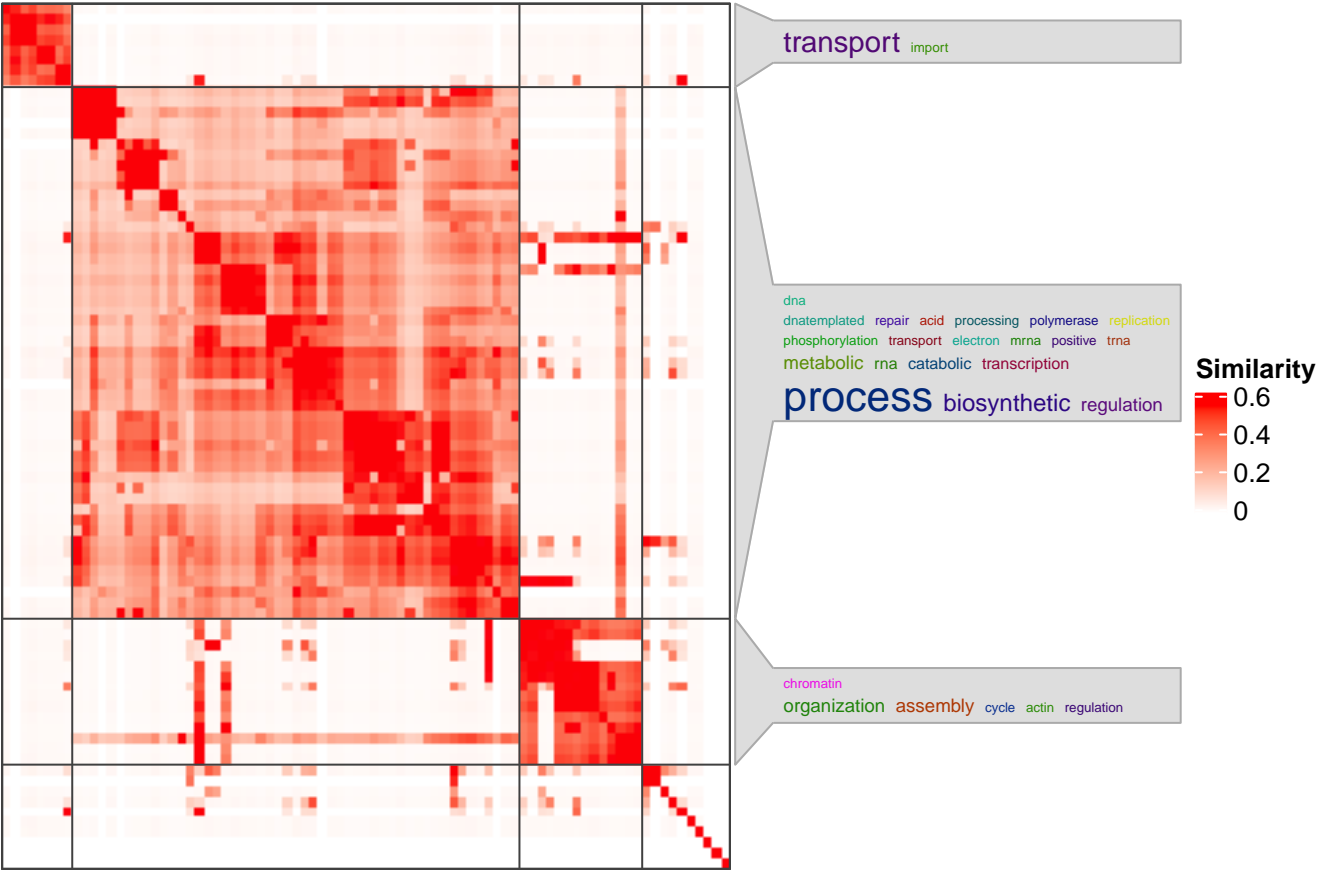 transport import
dna
dnatemplated repair acid processing polymerase replication
phosphorylation transport electron mrna positive trna
metabolic rna catabolic transcription
process biosynthetic regulation
chromatin
organization assembly cycle actin regulation
Similarity
0.6
0.4
0.2
0